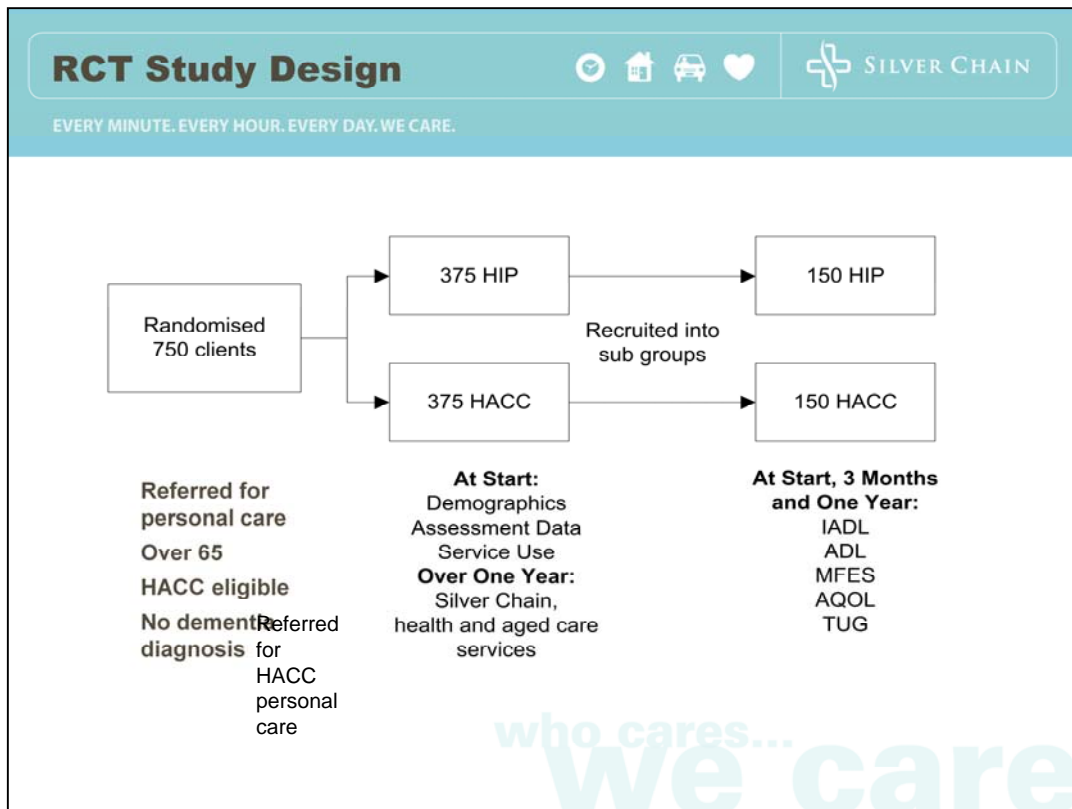 RCT Study Design
SILVER CHAIN
EVERY MINUTE. EVERY HOUR. EVERY DAY. WE CARE.
Randomised
750 clients
375 HIP
150 HIP
Recruited into
sub groups
375 HACC
150 HACC
Referred for
personal care
Over 65
HACC eligible
No dementia
diagnosis
Referred
for
HACC
personal
care
At Start:
Demographics
Assessment Data
Service Use
Over One Year:
Silver Chain,
health and aged care
services
At Start, 3 Months
and One Year:
IADL
ADL
MFES
AQOL
TUG
who cares...
we care